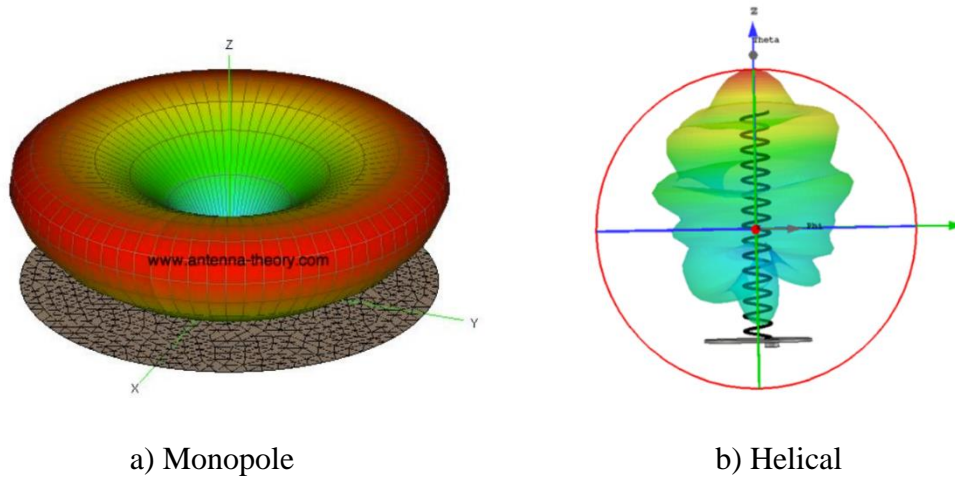 Z
www.antenna-theory.com
Y
X
z
Theta
Phi
a) Monopole
b) Helical